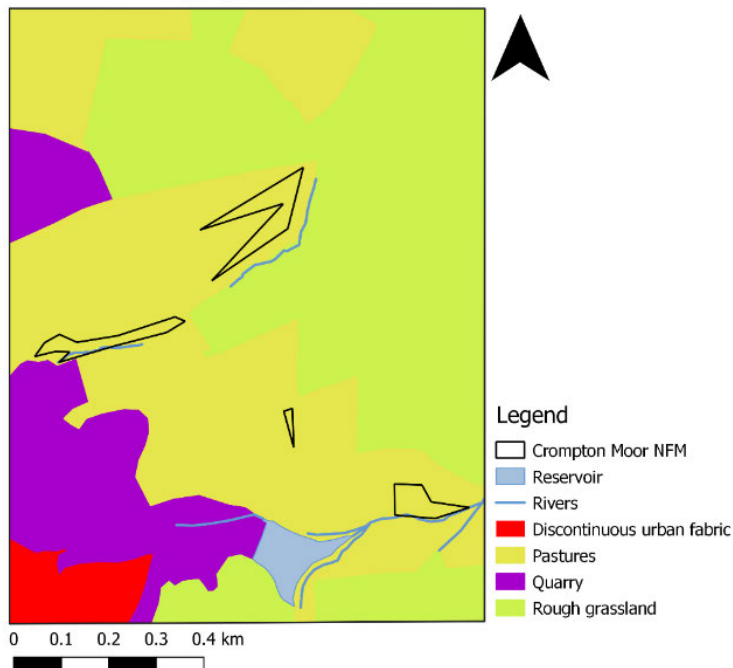 Legend
Crompton Moor NFM
Reservoir
Rivers
Discontinuous urban fabric
Pastures
Quarry
Rough grassland
0 0.1 0.2 0.3 0.4 km